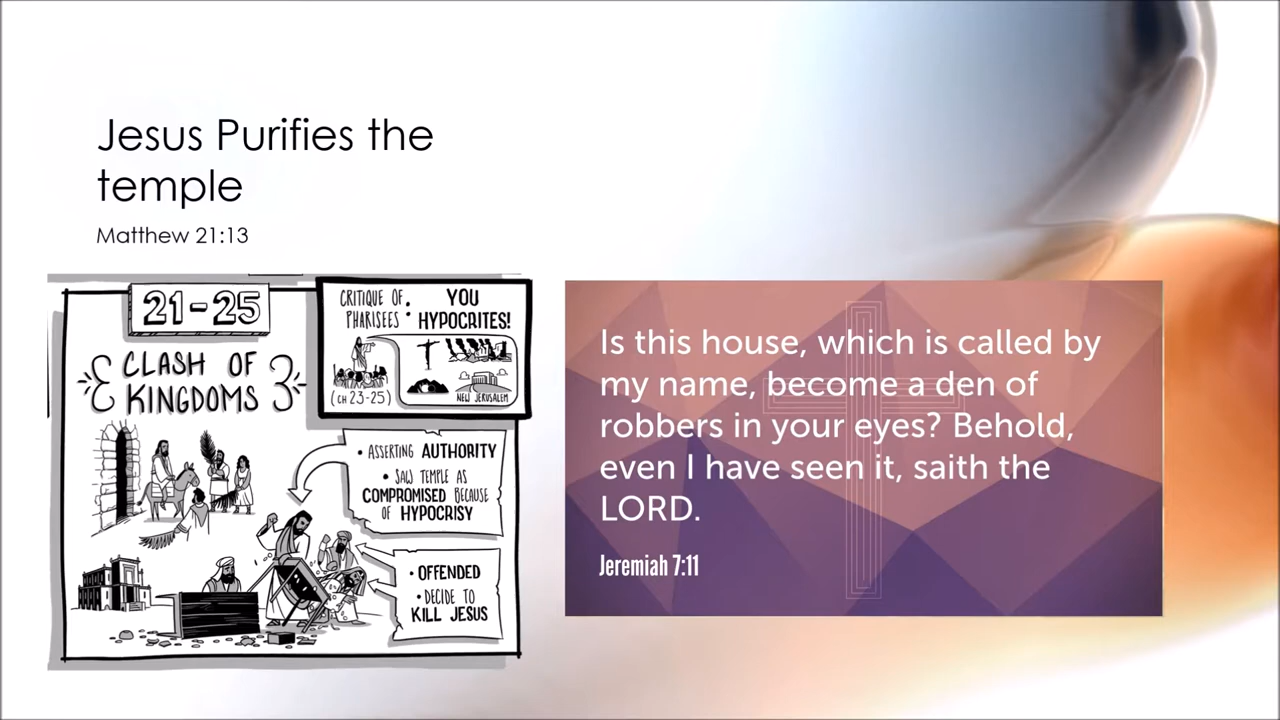 Jesus Purifies the
temple
Matthew 21:13
21-25
CLASH OF
KINGDOMS
CRITIQUE OF
PHARISEES:
YOU
HYPOCRITES!
(CH 23-25)
NEW JERUSALEM
• ASSERTING AUTHORITY
• SAW TEMPLE AS
COMPROMISED BECAUSE
OF HYPOCRISY
• OFFENDED
• DECIDE TO
KILL JESUS
Is this house, which is called by
my name, become a den of
robbers in your eyes? Behold,
even I have seen it, saith the
LORD.
Jeremiah 7:11